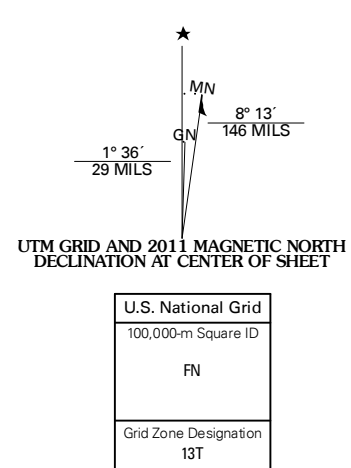 ★
MN
8° 13´
146 MILS
GN
1° 36´
29 MILS
UTM GRID AND 2011 MAGNETIC NORTH
DECLINATION AT CENTER OF SHEET
U.S. National Grid
100,000-m Square ID
FN
Grid Zone Designation
13T